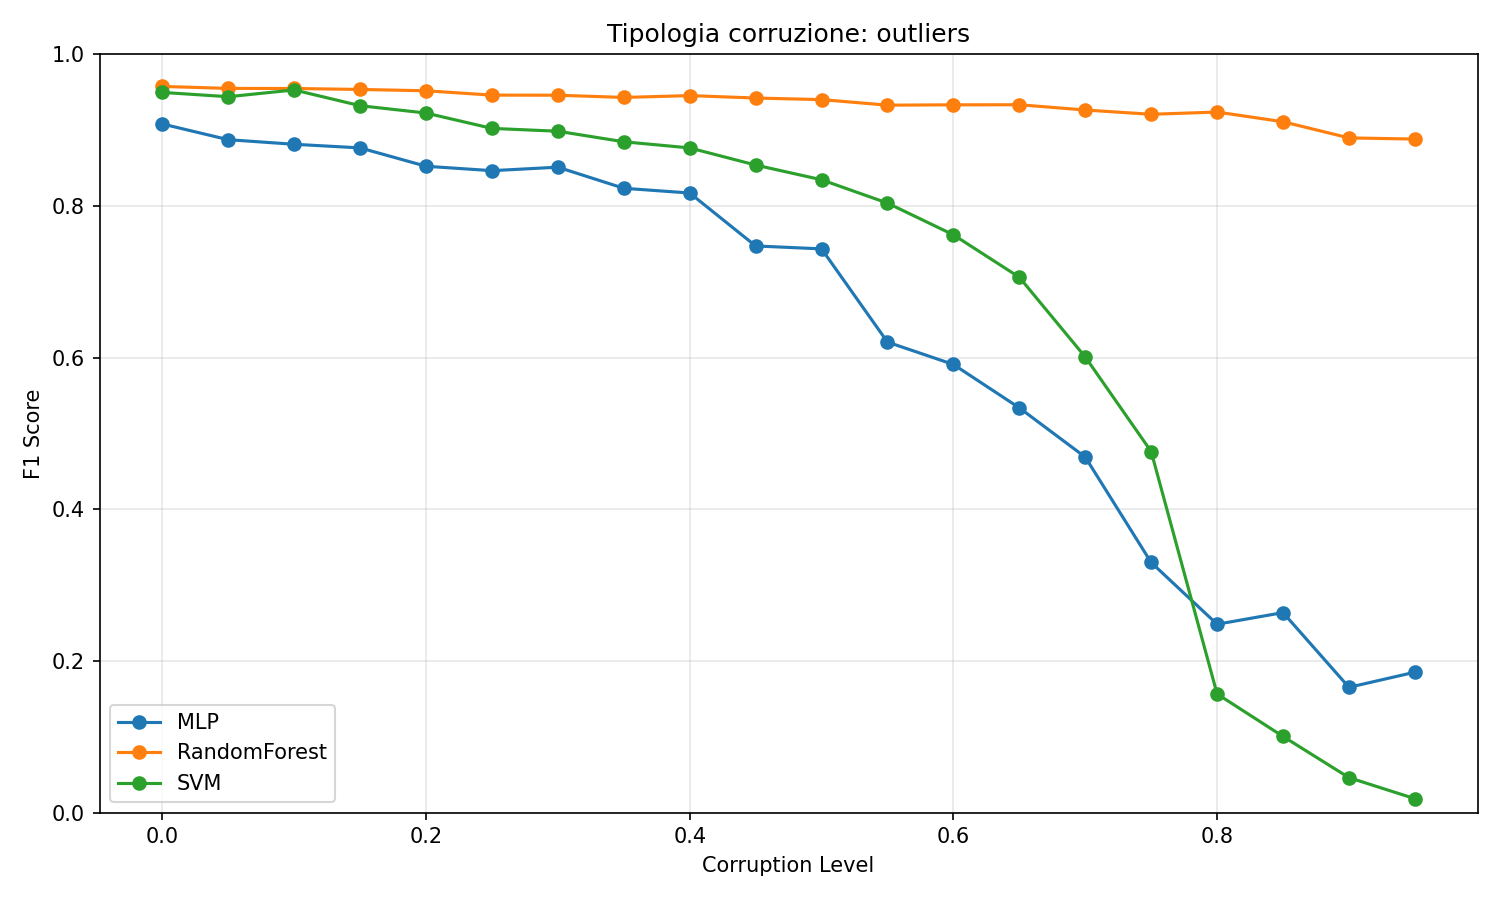 Tipologia corruzione: outliers
1.0
0.8
0.6
0.4
0.2
0.0
F1 Score
MLP
RandomForest
SVM
0.0 0.2 0.4 0.6 0.8
Corruption Level